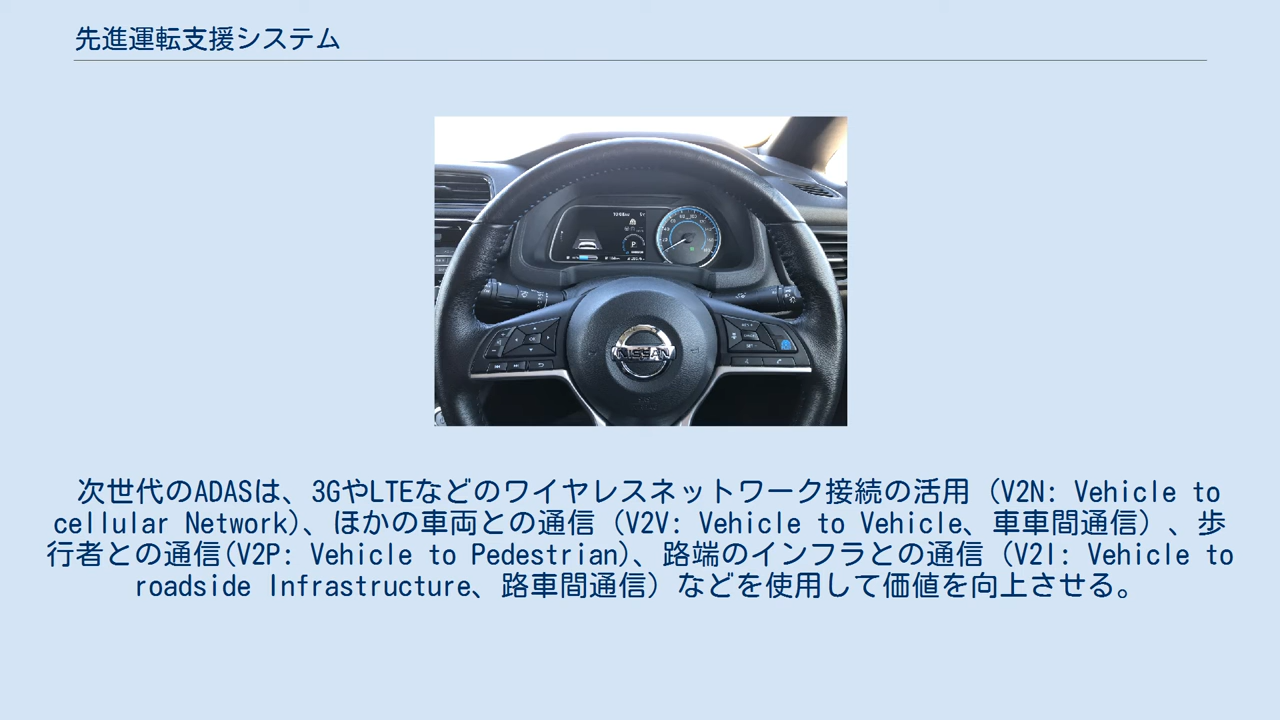 先進運転支援システム
NISSAN
次世代のADASは、3GやLTEなどのワイヤレスネットワーク接続の活用（V2N: Vehicle to
cellular Network)、ほかの車両との通信（V2V: Vehicle to Vehicle、車車間通信）、歩
行者との通信(V2P: Vehicle to Pedestrian)、路端のインフラとの通信（V2I: Vehicle to
roadside Infrastructure、路車間通信）などを使用して価値を向上させる。